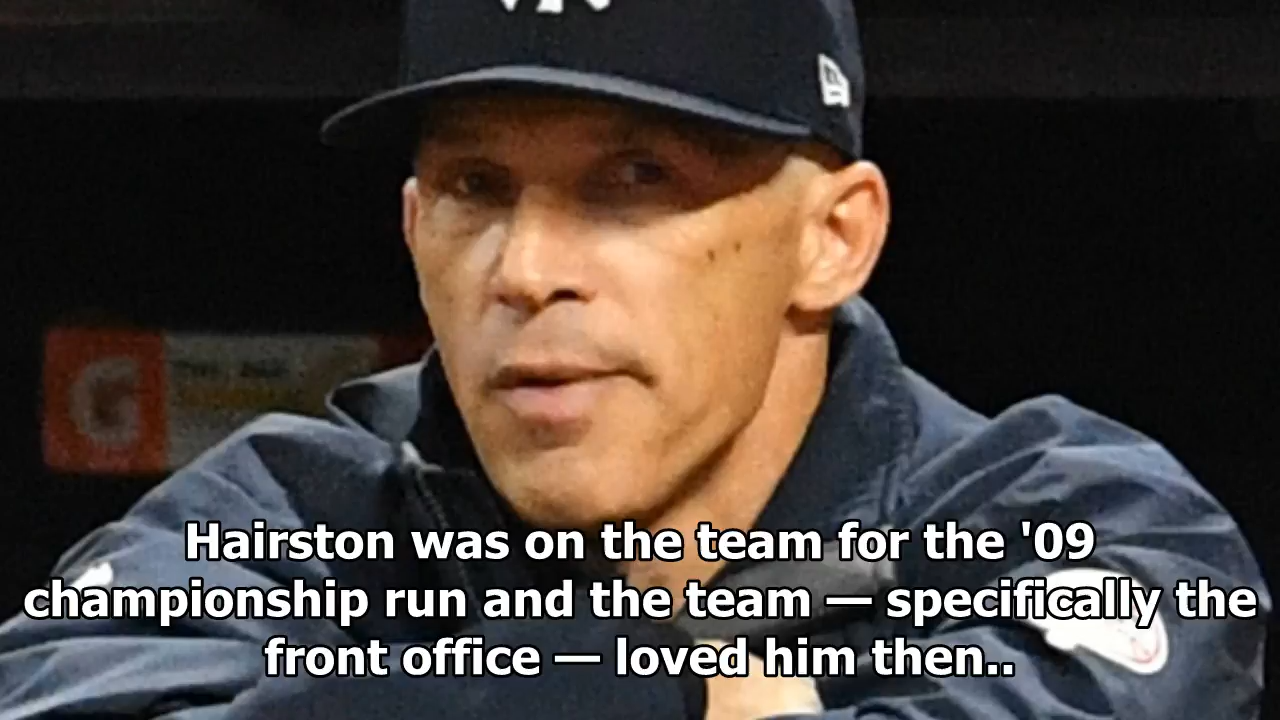 G
Hairston was on the team for the '09
championship run and the team — specifically the
front office — loved him then..